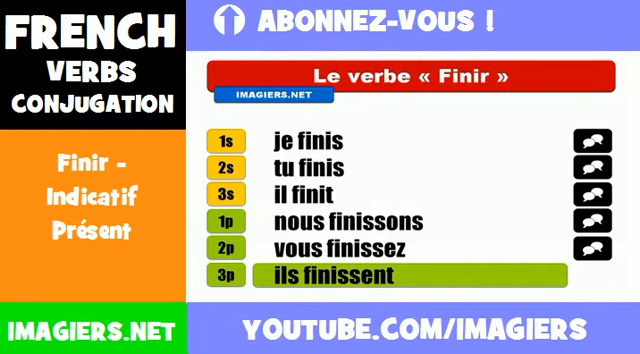 FRENCH
VERBS
CONJUGATION
Finir -
Indicatif
Présent
IMAGIERS.NET
ABONNEZ-VOUS !
Le verbe « Finir »
IMAGIERS.NET
1s je finis
2s tu finis
3s il finit
1p nous finissons
2p vous finissez
3p ils finissent
YOUTUBE.COM/IMAGIERS